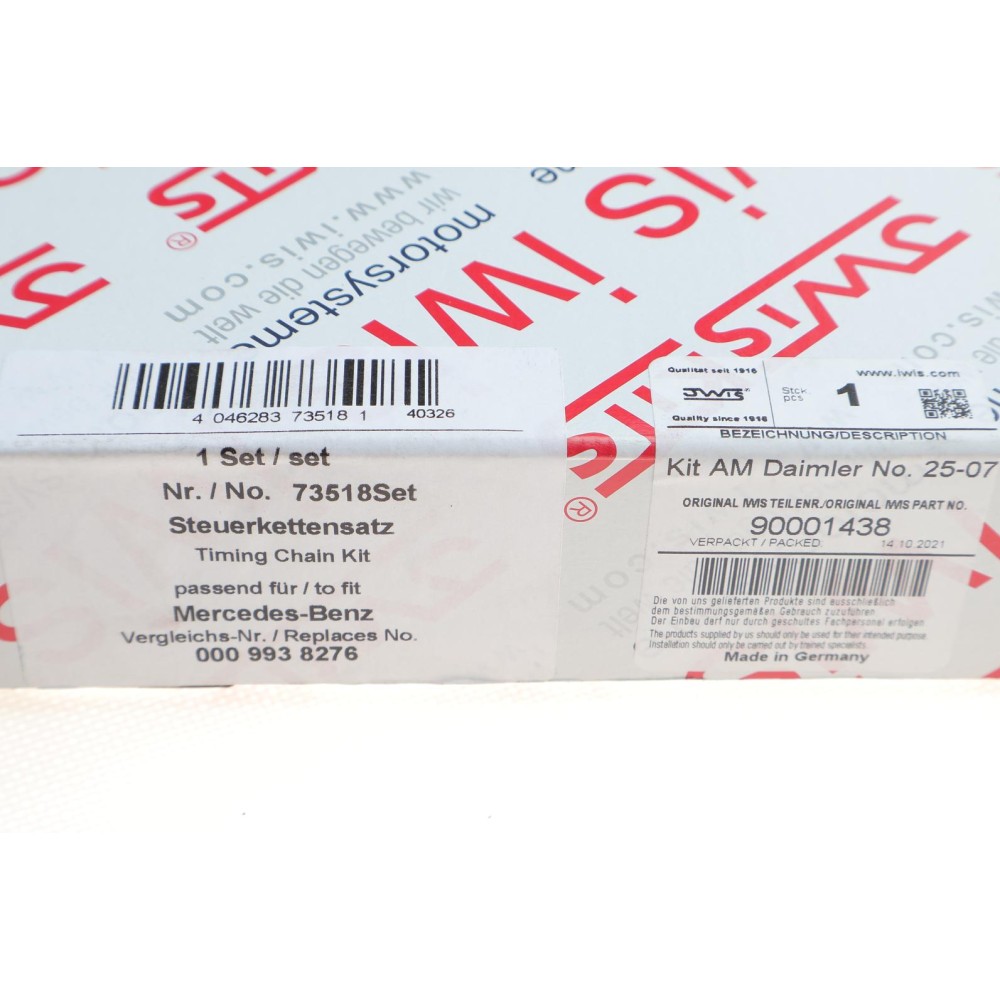 JWIS
®
wir bewegen die welt
www.iwis.com
motorsysteme
iwis
JWIS
®
4 046283 73518 1 40326
1 Set / set
Nr. / No. 73518Set
Steuerkettensatz
Timing Chain Kit
passend für / to fit
Mercedes-Benz
Vergleichs-Nr. / Replaces No.
000 993 8276
Qualität seit 1916
JWIS
Quality since 1916
Stck
pcs
1
www.iwis.com
BEZEICHNUNG/DESCRIPTION
Kit AM Daimler No. 25-07
ORIGINAL IWIS TEILENR./ORIGINAL IWIS PART NO.
90001438
VERPACKT / PACKED: 14.10.2021
Die von uns gelieferten Produkte sind ausschließlich
dem bestimmungsgemäßen Gebrauch zuzuführen
Der Einbau darf nur durch geschultes Fachpersonal erfolgen
The products supplied by us should only be used for their intended purpose.
Installation should only be carried out by trained specialists.
Made in Germany